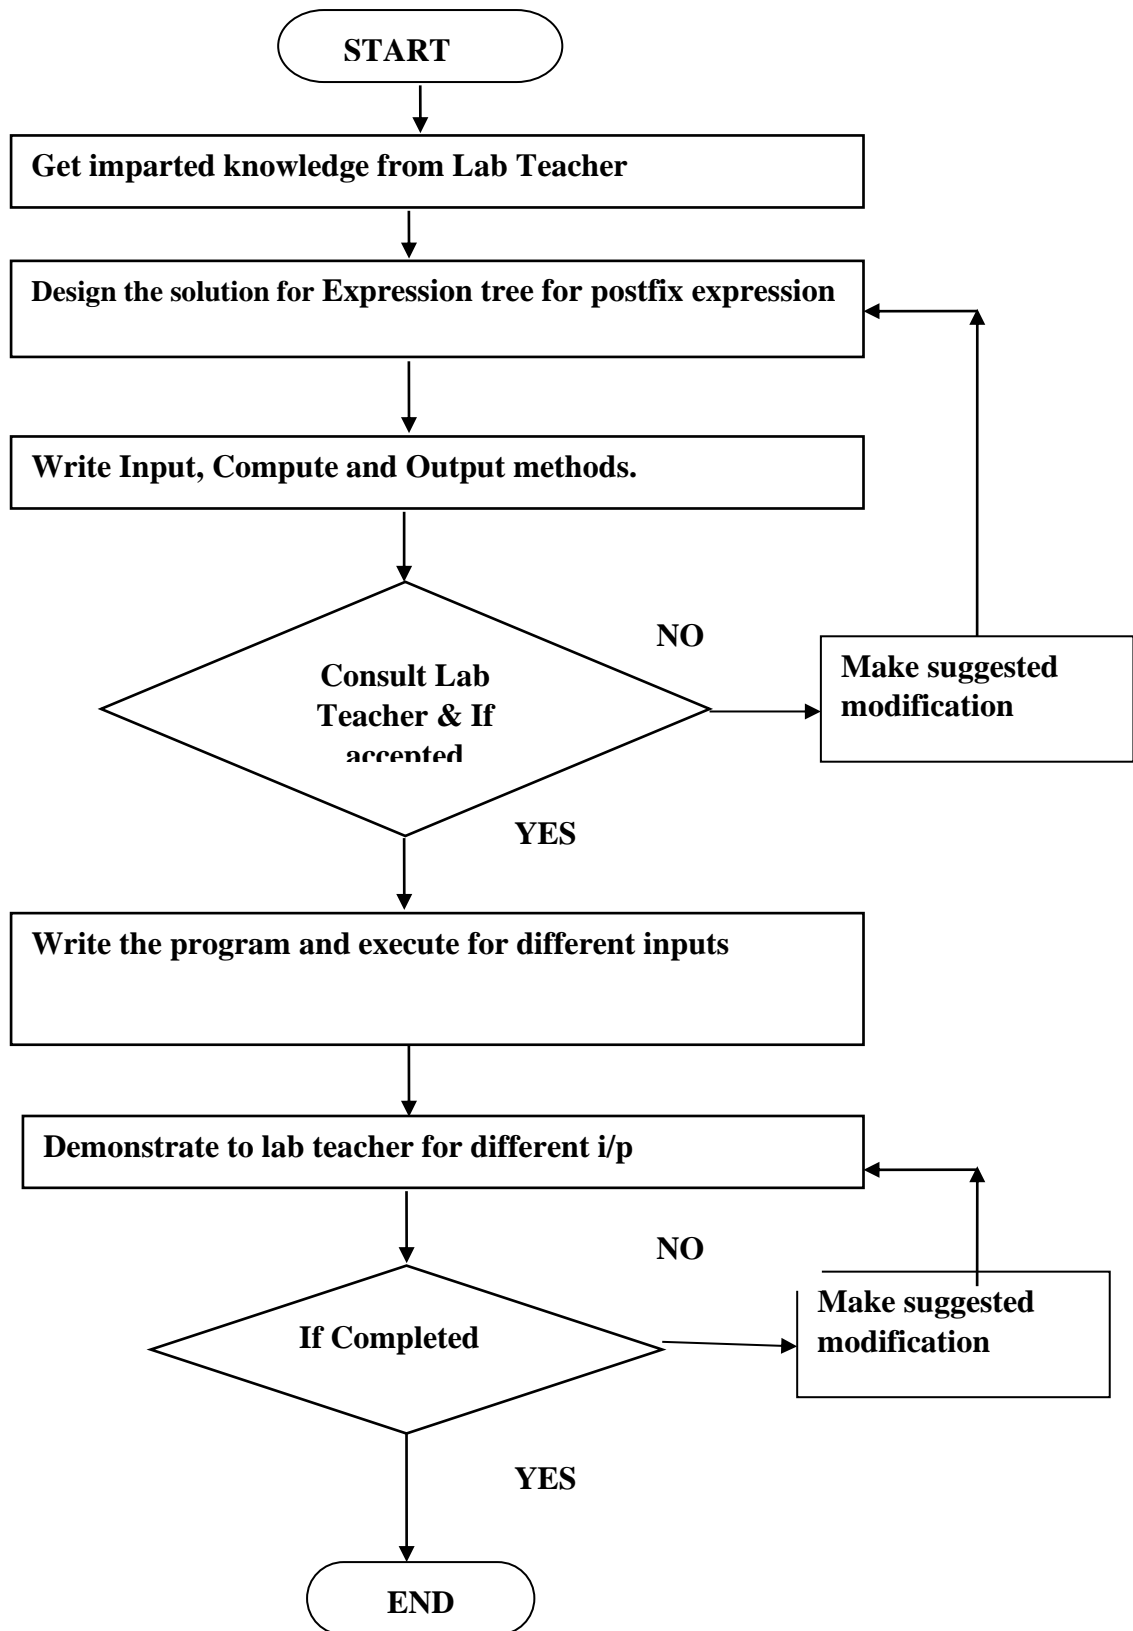 START
Get imparted knowledge from Lab Teacher
Design the solution for Expression tree for postfix expression
Write Input, Compute and Output methods.
NO
Consult Lab
Teacher & If
accepted
Make suggested
modification
YES
Write the program and execute for different inputs
Demonstrate to lab teacher for different i/p
NO
If Completed
Make suggested
modification
YES
END